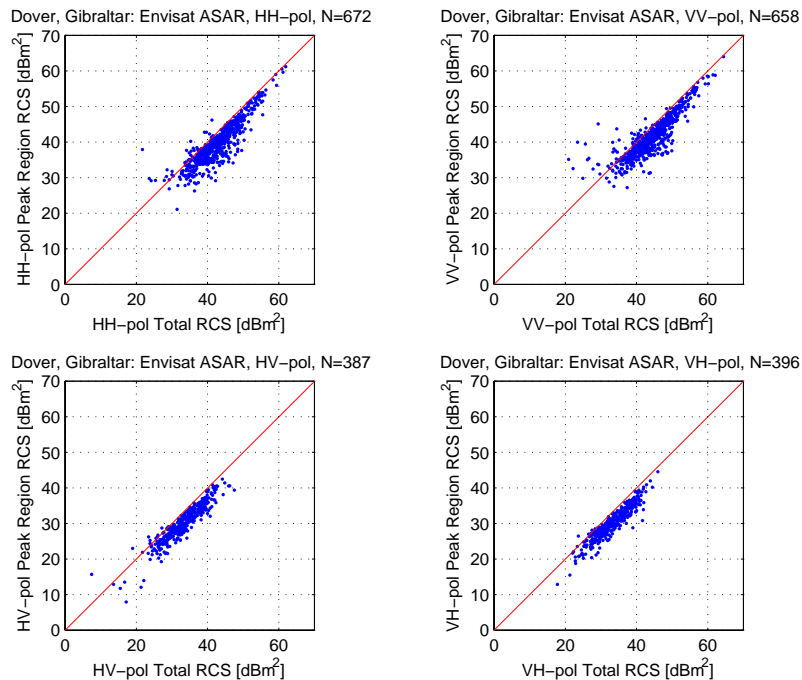 Dover, Gibraltar: Envisat ASAR, HH−pol, N=672
70
60
50
40
30
20
10
0
0 20 40 60
HH−pol Peak Region RCS [dBm²]
HH−pol Total RCS [dBm²]
Dover, Gibraltar: Envisat ASAR, VV−pol, N=658
70
60
50
40
30
20
10
0
0 20 40 60
VV−pol Peak Region RCS [dBm²]
VV−pol Total RCS [dBm²]
Dover, Gibraltar: Envisat ASAR, HV−pol, N=387
70
60
50
40
30
20
10
0
0 20 40 60
HV−pol Peak Region RCS [dBm²]
HV−pol Total RCS [dBm²]
Dover, Gibraltar: Envisat ASAR, VH−pol, N=396
70
60
50
40
30
20
10
0
0 20 40 60
VH−pol Peak Region RCS [dBm²]
VH−pol Total RCS [dBm²]